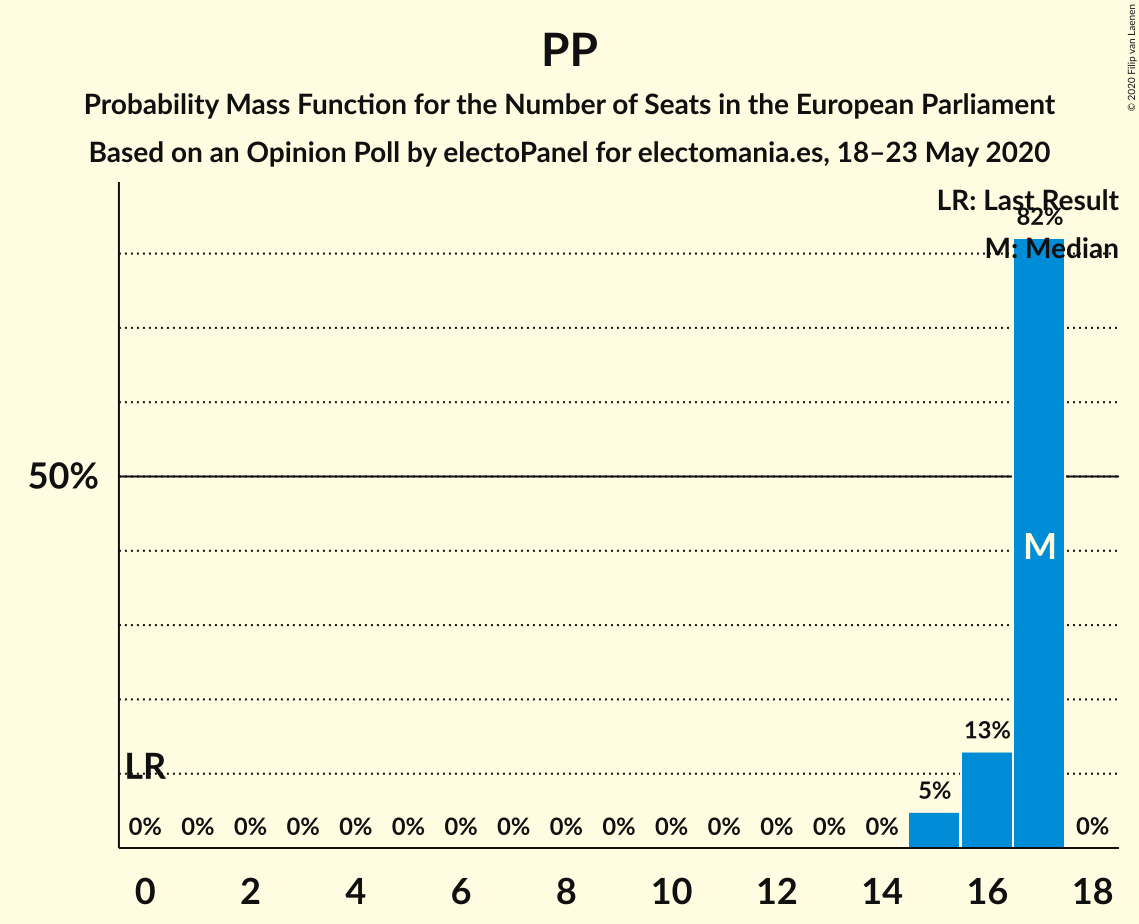 PP
Probability Mass Function for the Number of Seats in the European Parliament
Based on an Opinion Poll by electoPanel for electomania.es, 18–23 May 2020
© 2020 Filip van Laenen
LR: Last Result
82%
M: Median
50%
M
13%
LR
5%
0% 0% 0% 0% 0% 0% 0% 0% 0% 0% 0% 0% 0% 0% 0% 0%
0 2 4 6 8 10 12 14 16 18